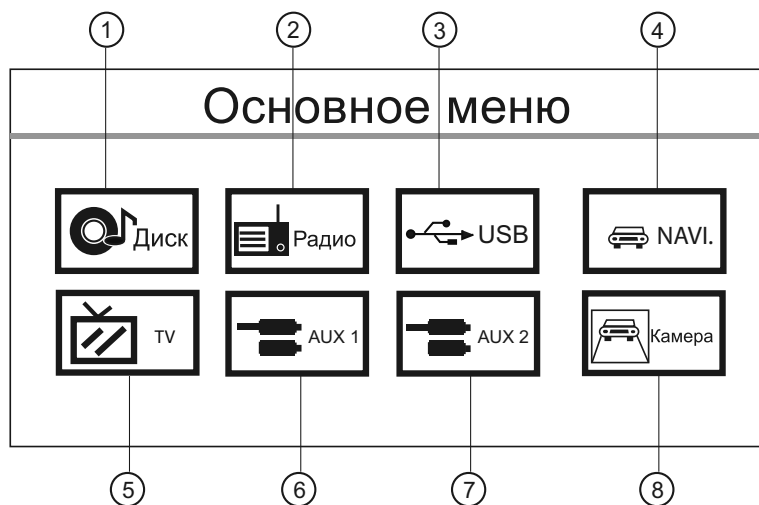 1 2 3 4
Основное меню
Диск Радио USB NAVI.
TV AUX 1 AUX 2 Камера
5 6 7 8